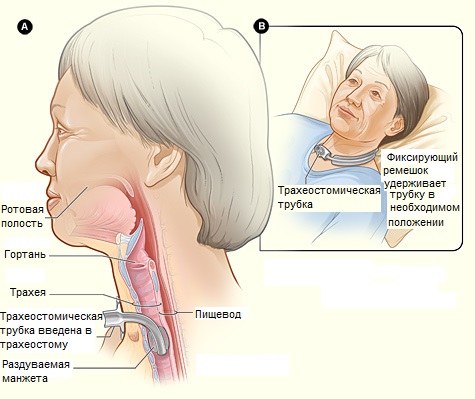 A
Ротовая
полость
Гортань
Трахея
Трахеостомическая
трубка введена в
трахеостому
Раздуваемая
манжета
Пищевод
B
Трахеостомическая
трубка
Фиксирующий
ремешок
удерживает
трубку в
необходимом
положении